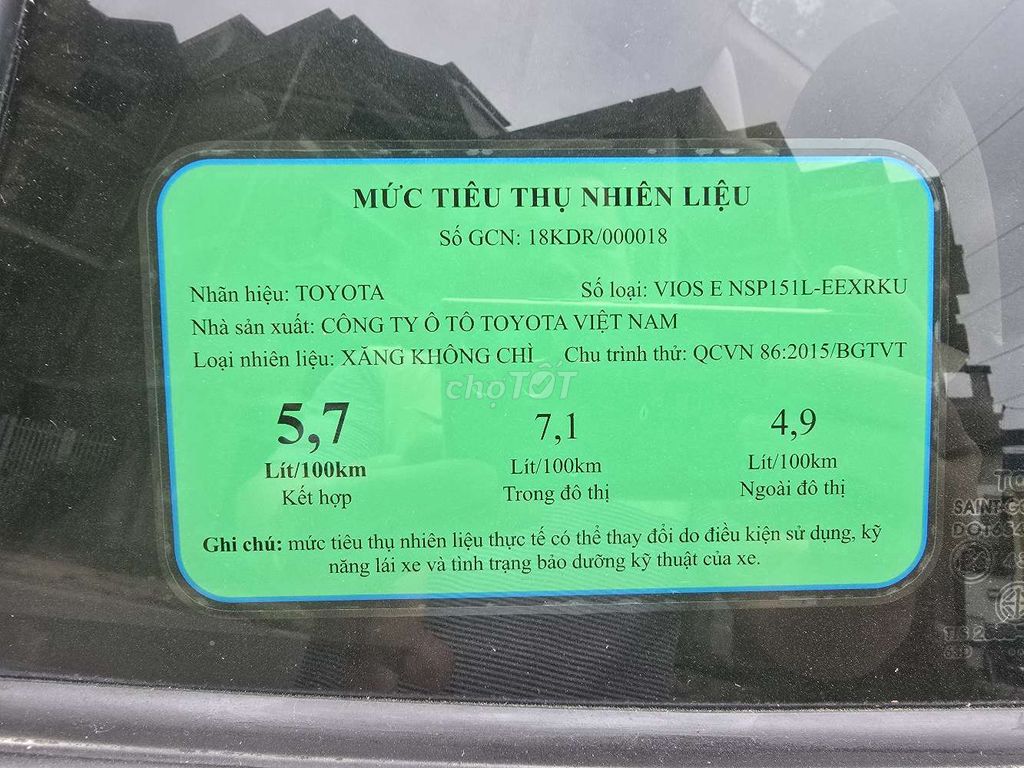 MỨC TIÊU THỤ NHIÊN LIỆU
Số GCN: 18KDR/000018
Nhãn hiệu: TOYOTA Số loại: VIOS E NSP151L-EEXRKU
Nhà sản xuất: CÔNG TY Ô TÔ TOYOTA VIỆT NAM
Loại nhiên liệu: XĂNG KHÔNG CHÌ Chu trình thử: QCVN 86:2015/BGTVT
chợTỐT
5,7 7,1 4,9
Lít/100km Lít/100km Lít/100km
Kết hợp Trong đô thị Ngoài đô thị
Ghi chú: mức tiêu thụ nhiên liệu thực tế có thể thay đổi do điều kiện sử dụng, kỹ
năng lái xe và tình trạng bảo dưỡng kỹ thuật của xe.